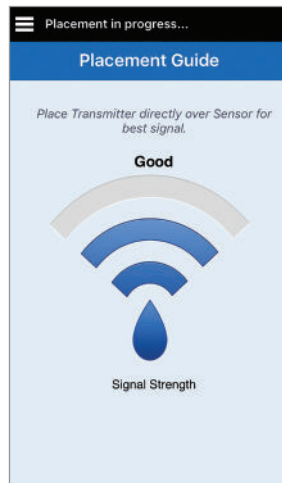 Placement in progress...
Placement Guide
Place Transmitter directly over Sensor for
best signal.
Good
Signal Strength